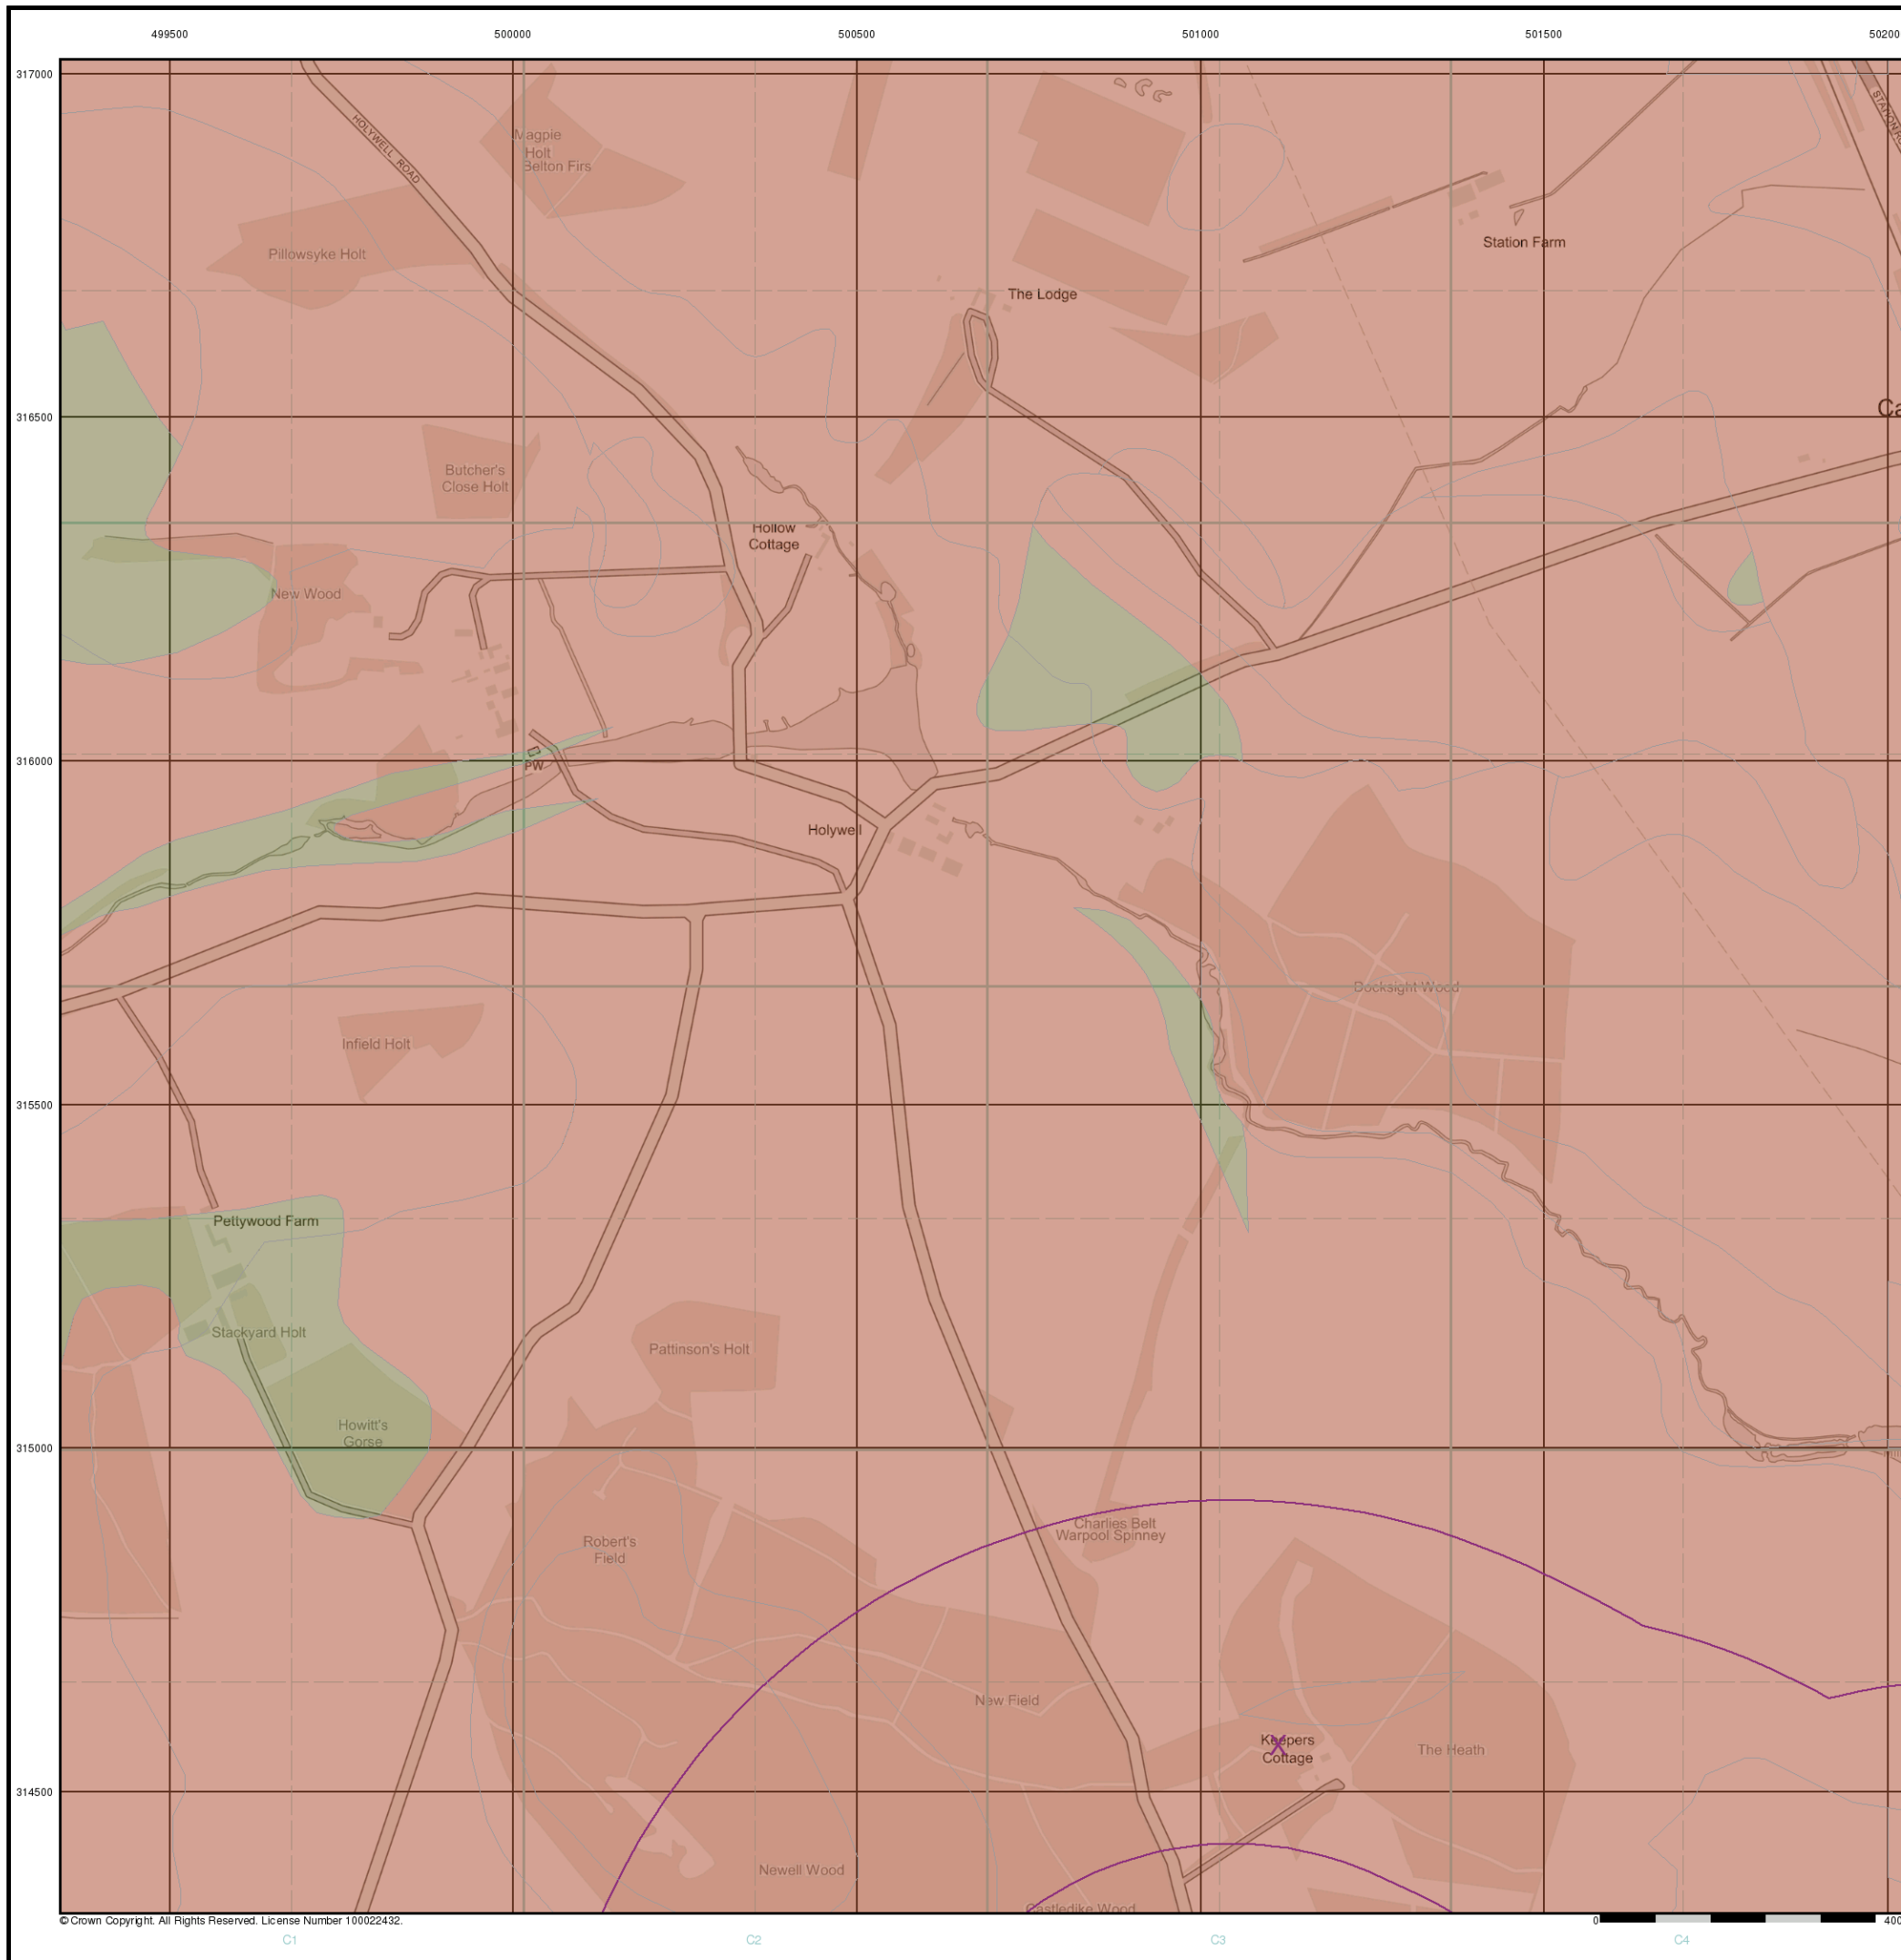 499500 500000 500500 501000 501500
317000
HOLYWELL ROAD
Magpie
Holt
Belton Firs
Pillowsyke Holt
Station Farm
The Lodge
316500
Butcher's
Close Holt
Hollow
Cottage
New Wood
316000
PW
Holywell
Docksight Wood
Infield Holt
315500
Pettywood Farm
Stackyard Holt
Pattinson's Holt
Howitt's
Gorse
315000
Charlies Belt
Warpool Spinney
Robert's
Field
New Field
Keepers
Cottage
The Heath
314500
Newell Wood
Castledike Wood
© Crown Copyright. All Rights Reserved. License Number 100022432.
0
C1 C2 C3 C4